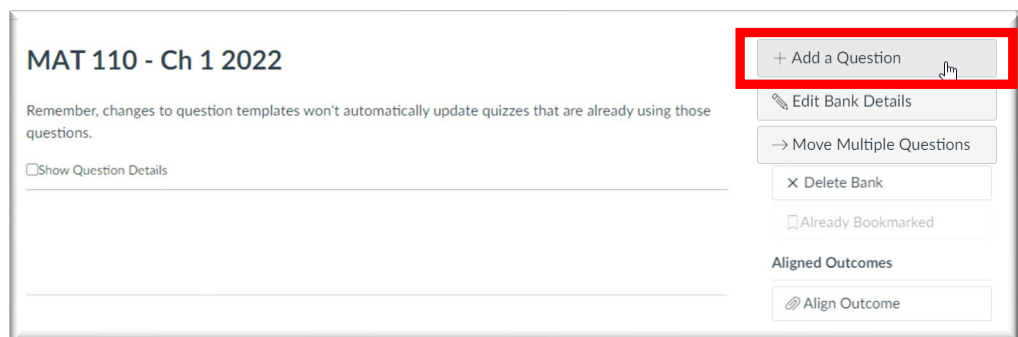 MAT 110 - Ch 1 2022
Remember, changes to question templates won't automatically update quizzes that are already using those
questions.
Show Question Details
+ Add a Question
Edit Bank Details
→ Move Multiple Questions
× Delete Bank
Already Bookmarked
Aligned Outcomes
Align Outcome